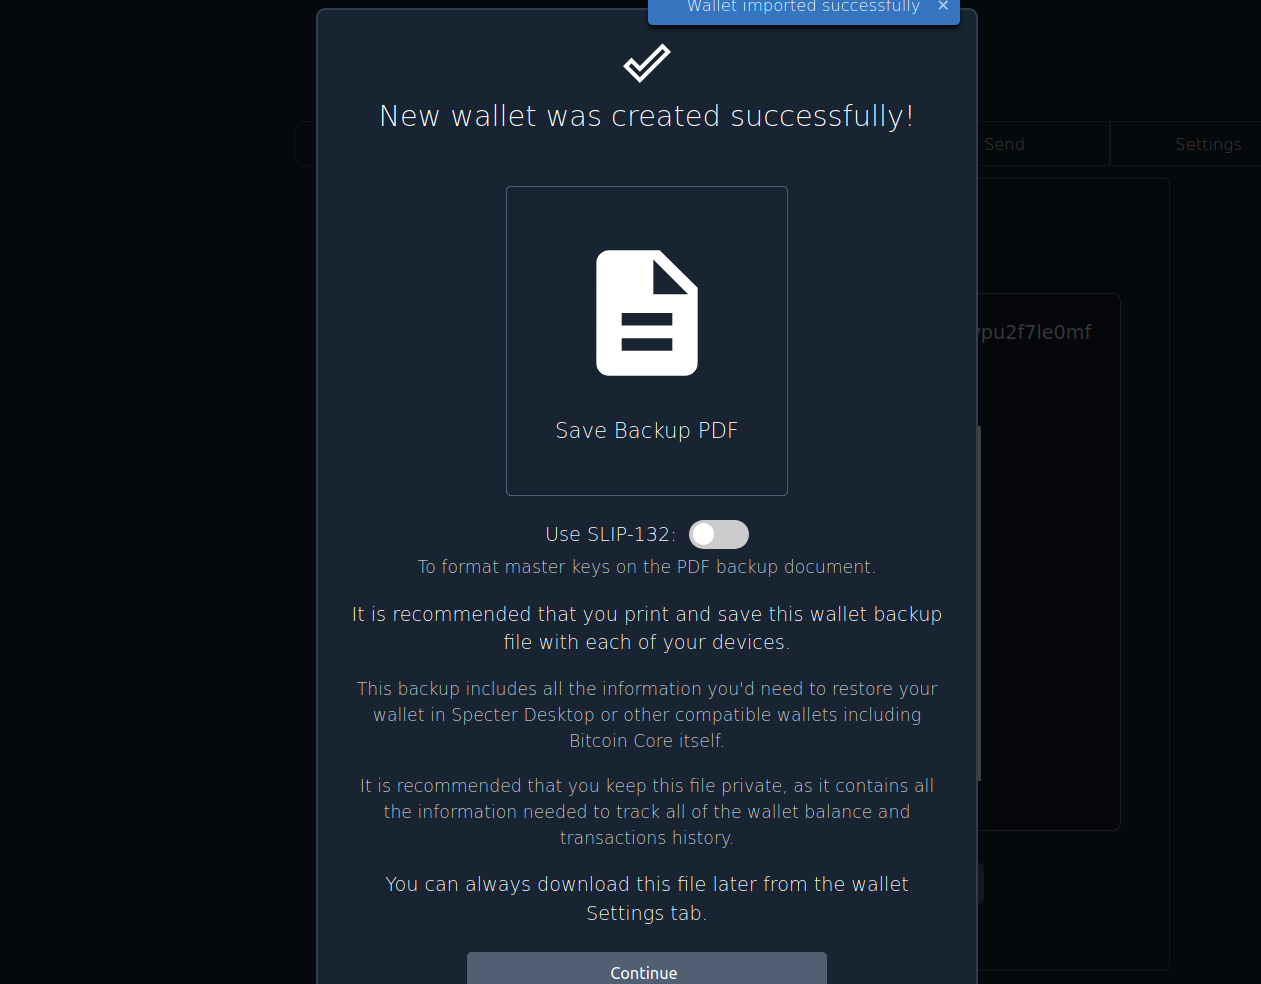 Wallet imported successfully ×
New wallet was created successfully!
Send
Settings
ypu2f7le0mf
Save Backup PDF
Use SLIP-132:
To format master keys on the PDF backup document.
It is recommended that you print and save this wallet backup
file with each of your devices.
This backup includes all the information you'd need to restore your
wallet in Specter Desktop or other compatible wallets including
Bitcoin Core itself.
It is recommended that you keep this file private, as it contains all
the information needed to track all of the wallet balance and
transactions history.
You can always download this file later from the wallet
Settings tab.
Continue